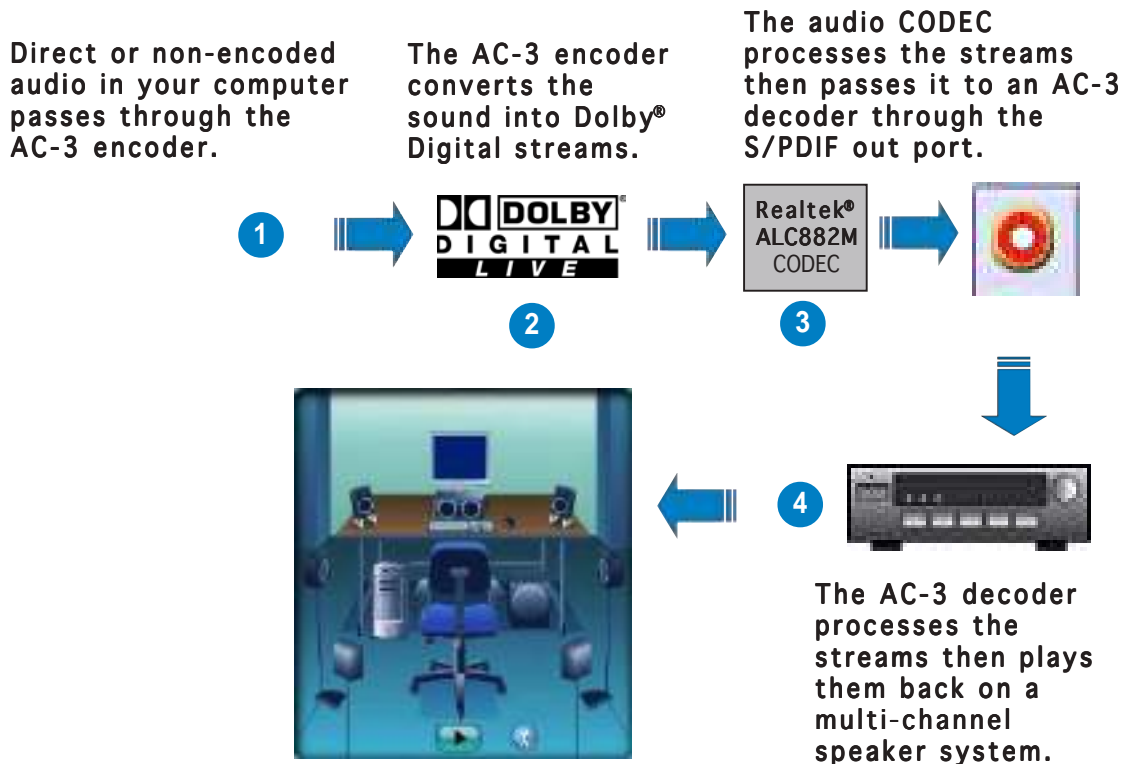 Direct or non-encoded
audio in your computer
passes through the
AC-3 encoder.
The AC-3 encoder
converts the
sound into Dolby®
Digital streams.
The audio CODEC
processes the streams
then passes it to an AC-3
decoder through the
S/PDIF out port.
1
DOLBY®
DIGITAL
LIVE
2
Realtek®
ALC882M
CODEC
3
4
The AC-3 decoder
processes the
streams then plays
them back on a
multi-channel
speaker system.